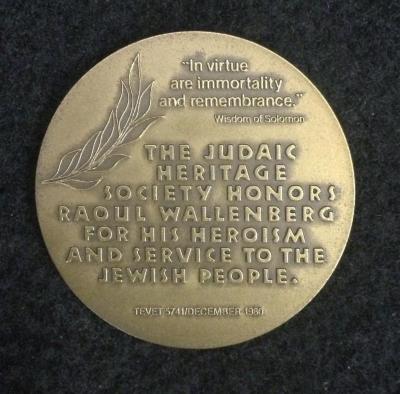 "In virtue
are immortality
and remembrance."
Wisdom of Solomon
THE JUDAIC
HERITAGE
SOCIETY HONORS
RAOUL WALLENBERG
FOR HIS HEROISM
AND SERVICE TO THE
JEWISH PEOPLE.
TEVET 5741/DECEMBER 1980